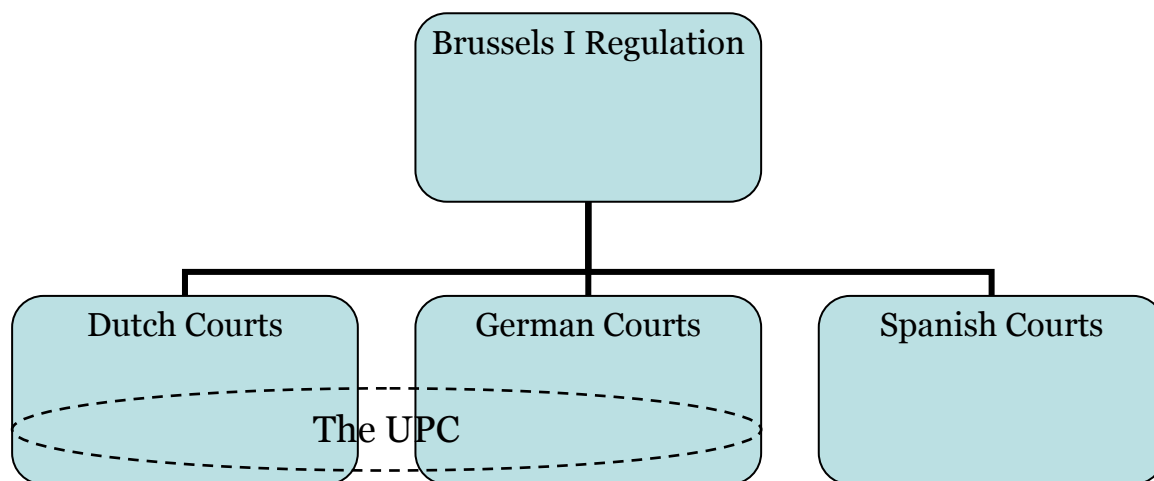 Brussels I Regulation
Dutch Courts
German Courts
Spanish Courts
The UPC